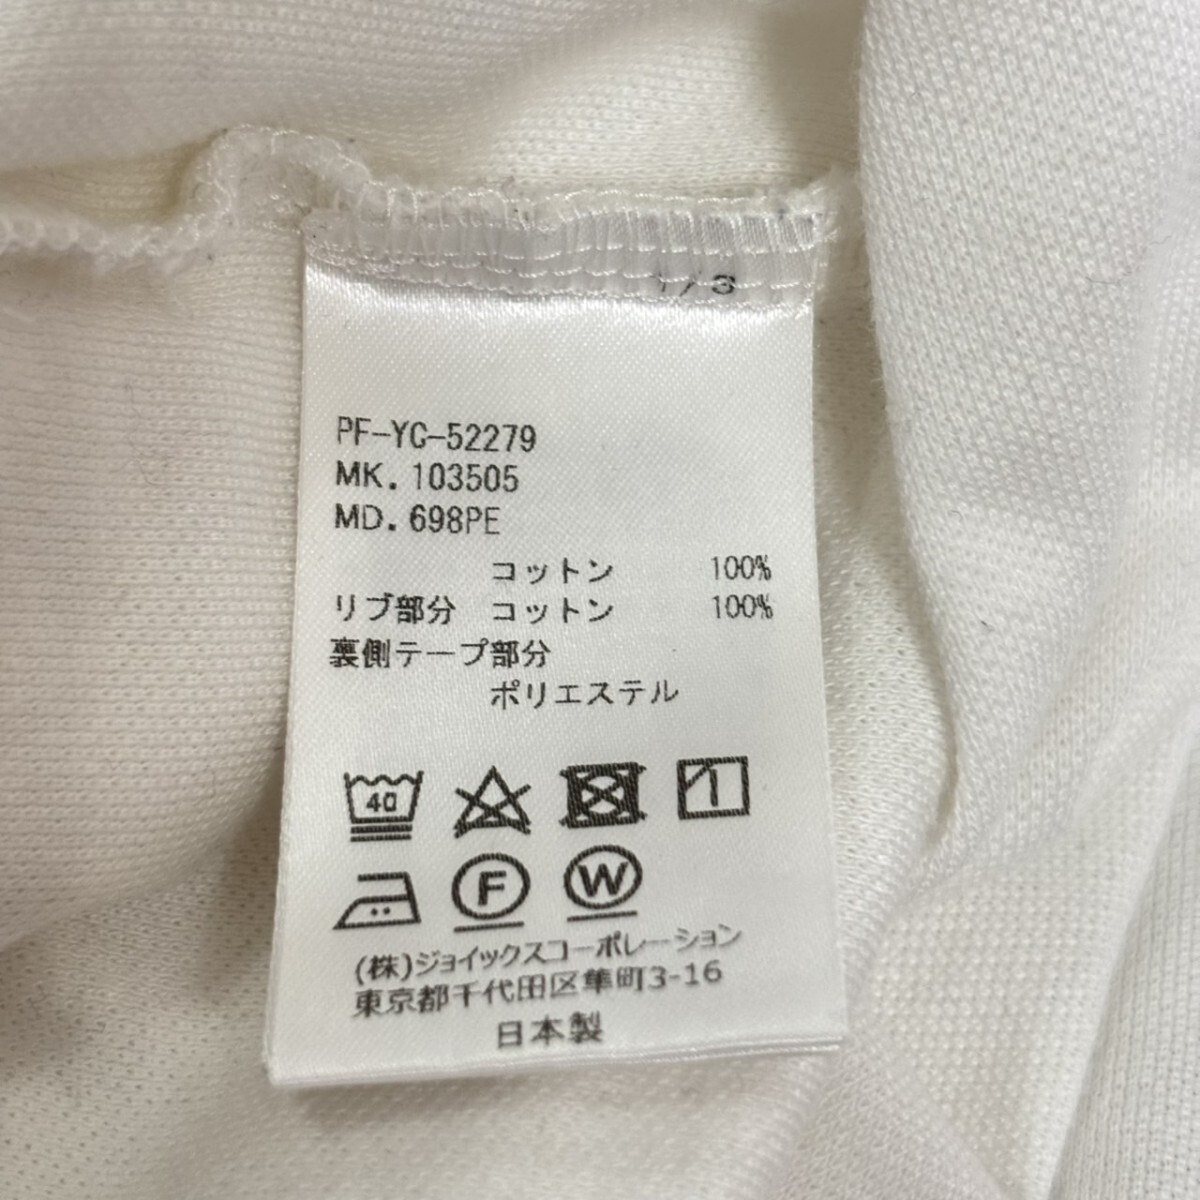 PF-YC-52279
MK. 103505
MD. 698PE
コットン 100%
リブ部分 コットン 100%
裏側テープ部分
ポリエステル
40
F W
(株)ジョイックスコーポレーション
東京都千代田区隼町3-16
日本製